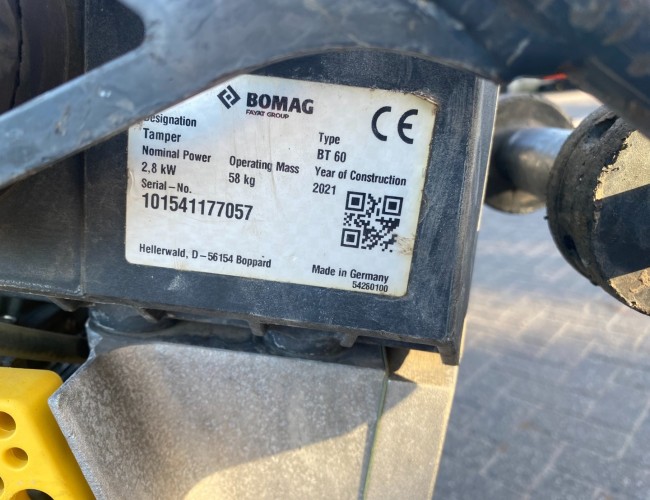 BOMAG
FAYAT GROUP
CE
Designation
Tamper
Type
BT 60
Nominal Power
2,8 kW
Operating Mass
58 kg
Year of Construction
2021
Serial-No.
101541177057
Hellerwald, D-56154 Boppard
Made in Germany
54260100